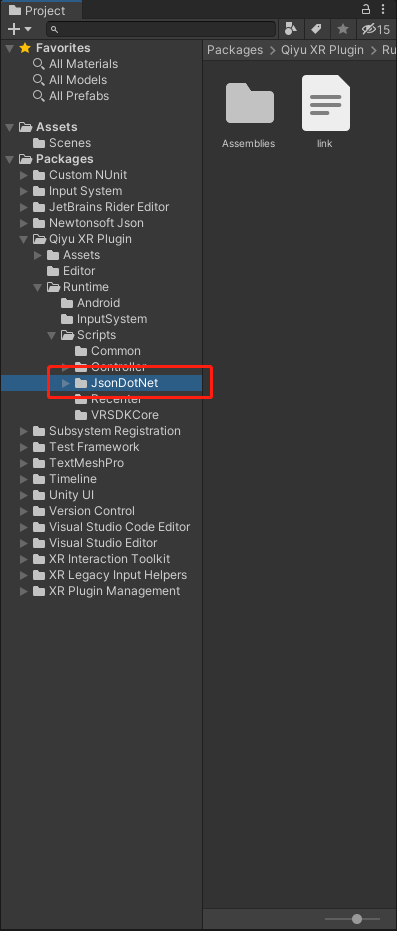 Project
15
Favorites
All Materials
All Models
All Prefabs
Assets
Scenes
Packages
Custom NUnit
Input System
JetBrains Rider Editor
Newtonsoft Json
Qiyu XR Plugin
Assets
Editor
Runtime
Android
InputSystem
Scripts
Common
Controller
JsonDotNet
Recenter
VRSDKCore
Subsystem Registration
Test Framework
TextMeshPro
Timeline
Unity UI
Version Control
Visual Studio Code Editor
Visual Studio Editor
XR Interaction Toolkit
XR Legacy Input Helpers
XR Plugin Management
Packages > Qiyu XR Plugin > Ru
Assemblies
link